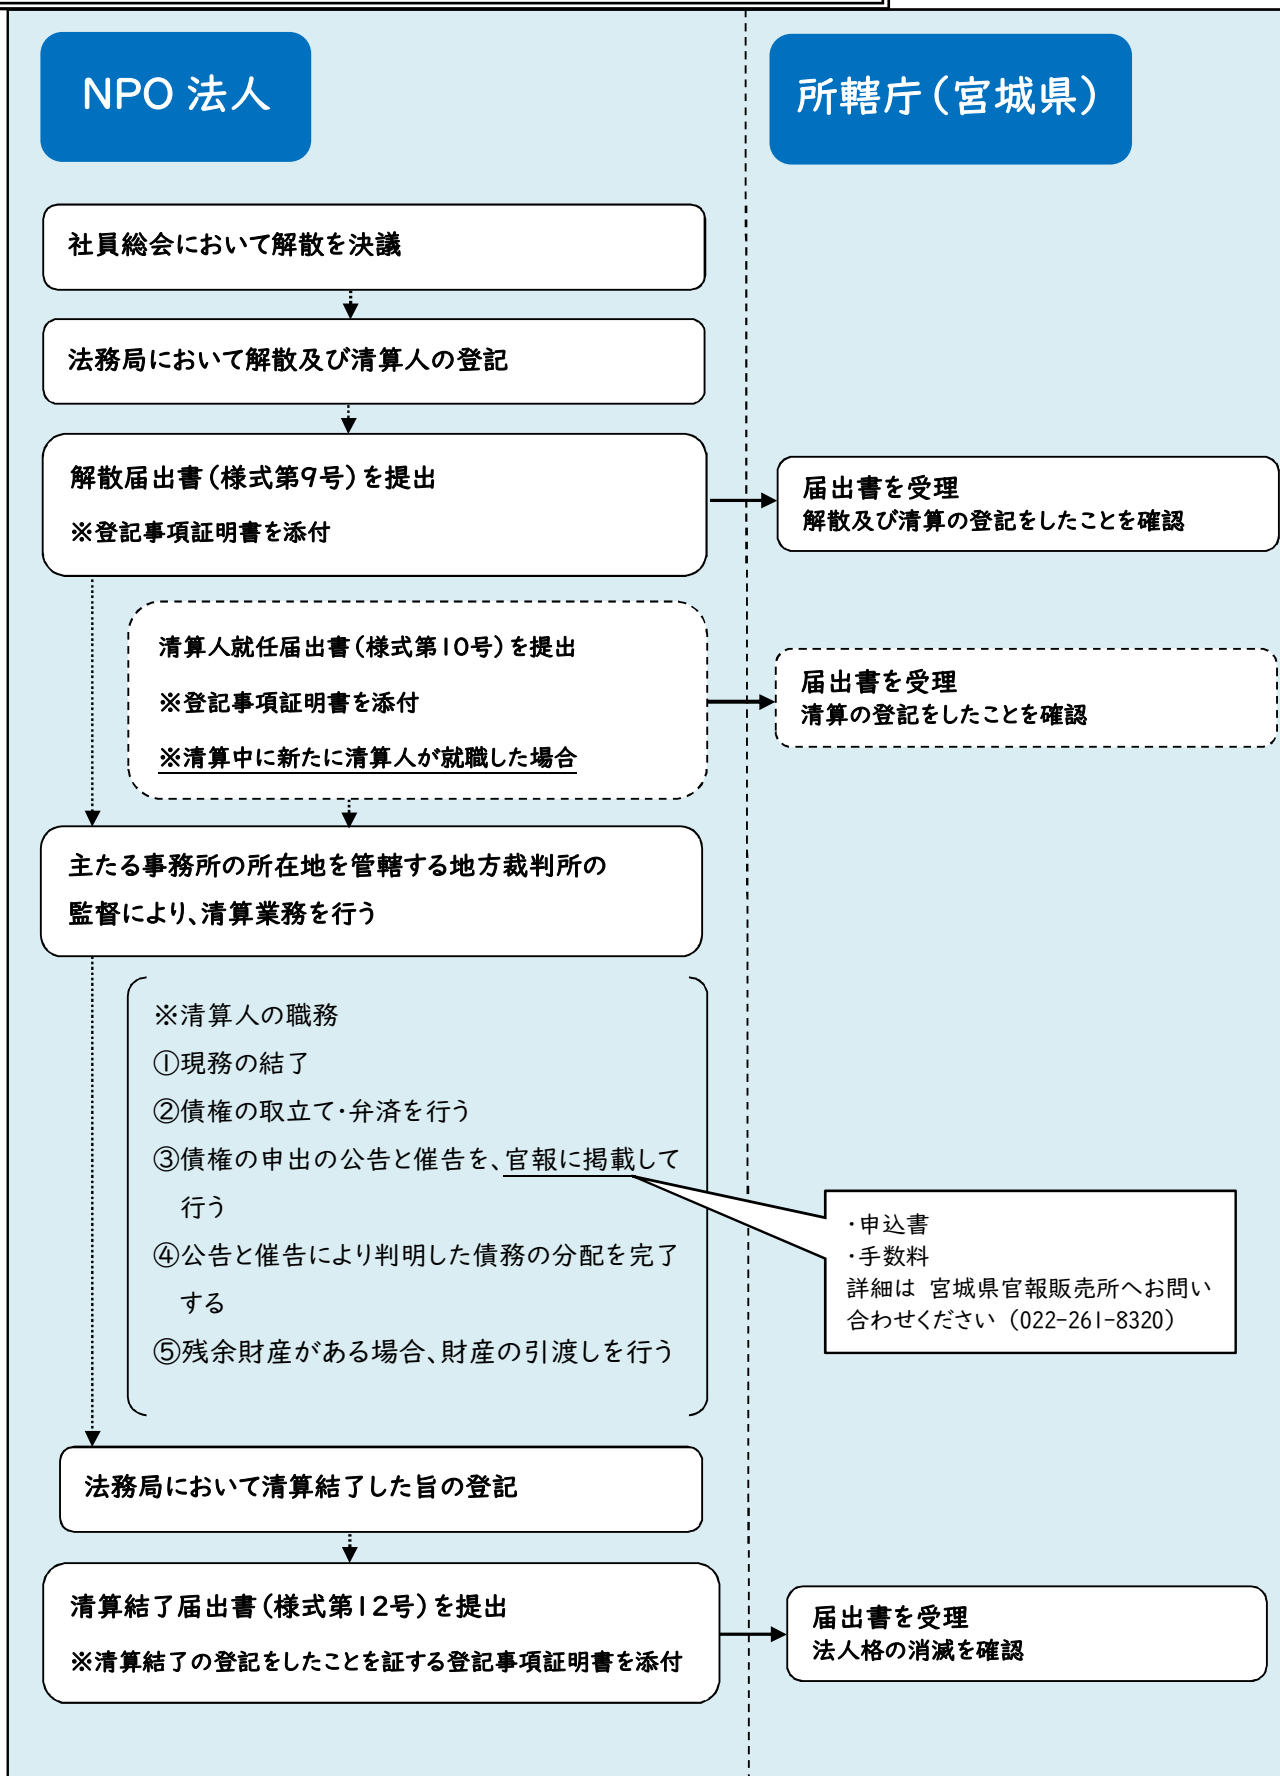 NPO 法人
所轄庁(宮城県)
社員総会において解散を決議
法務局において解散及び清算人の登記
解散届出書(様式第9号)を提出
※登記事項証明書を添付
届出書を受理
解散及び清算の登記をしたことを確認
清算人就任届出書(様式第10号)を提出
※登記事項証明書を添付
※清算中に新たに清算人が就職した場合
届出書を受理
清算の登記をしたことを確認
主たる事務所の所在地を管轄する地方裁判所の
監督により、清算業務を行う
※清算人の職務
①現務の結了
②債権の取立て・弁済を行う
③債権の申出の公告と催告を、官報に掲載して
行う
④公告と催告により判明した債務の分配を完了
する
⑤残余財産がある場合、財産の引渡しを行う
・申込書
・手数料
詳細は 宮城県官報販売所へお問い
合わせください (022-261-8320)
法務局において清算結了した旨の登記
清算結了届出書(様式第12号)を提出
※清算結了の登記をしたことを証する登記事項証明書を添付
届出書を受理
法人格の消滅を確認